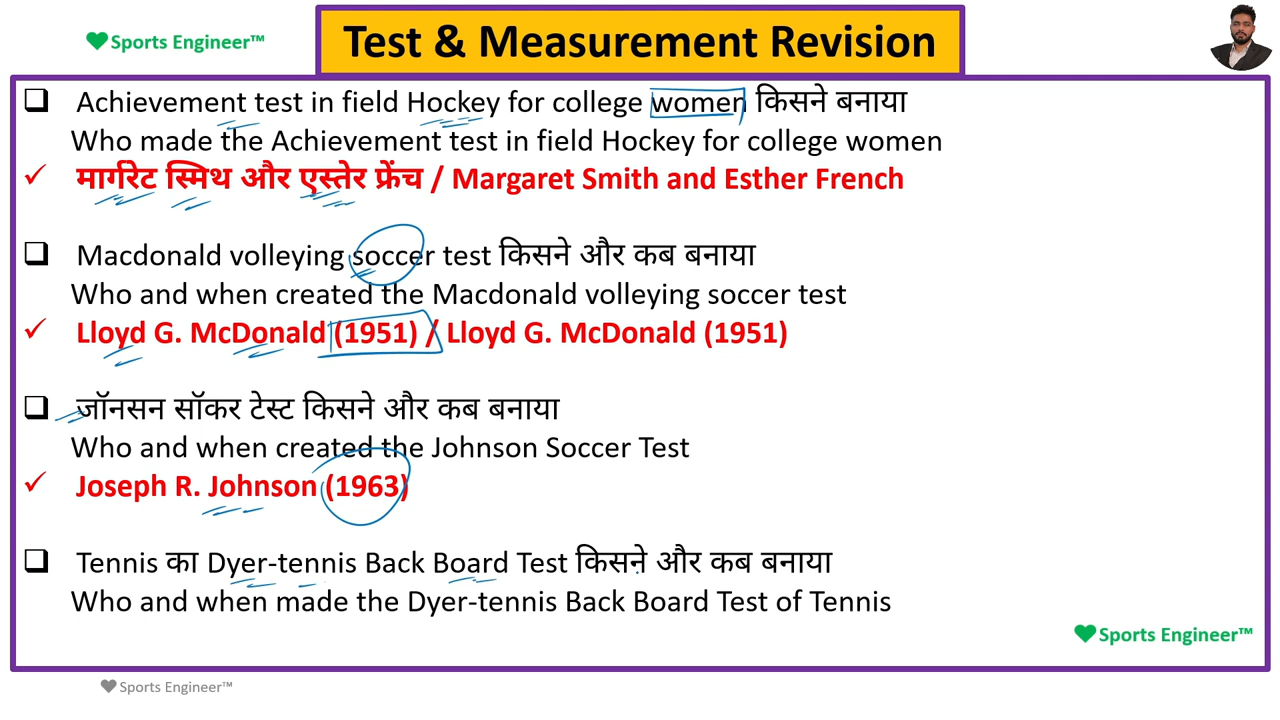 Sports Engineer™
Test & Measurement Revision
Achievement test in field Hockey for college women किसने बनाया
Who made the Achievement test in field Hockey for college women
मार्गरेट स्मिथ और एस्तेर फ्रेंच / Margaret Smith and Esther French
Macdonald volleying soccer test किसने और कब बनाया
Who and when created the Macdonald volleying soccer test
Lloyd G. McDonald (1951) / Lloyd G. McDonald (1951)
जॉनसन सॉकर टेस्ट किसने और कब बनाया
Who and when created the Johnson Soccer Test
Joseph R. Johnson (1963)
Tennis का Dyer-tennis Back Board Test किसने और कब बनाया
Who and when made the Dyer-tennis Back Board Test of Tennis
Sports Engineer™
Sports Engineer™